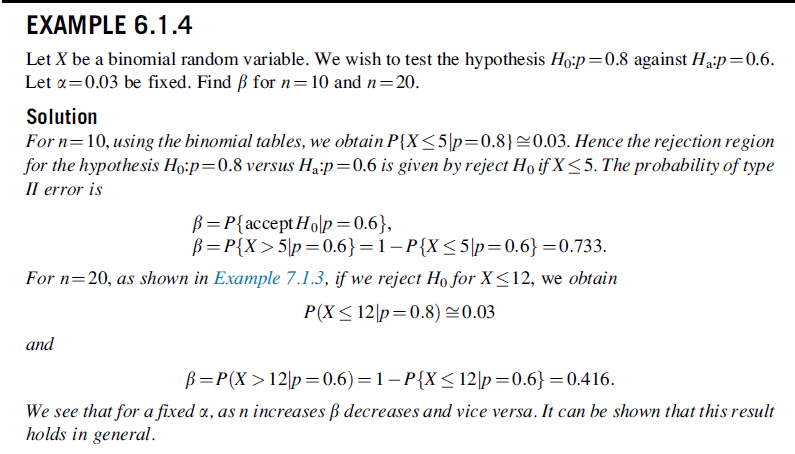 EXAMPLE 6.1.4
Let X be a binomial random variable. We wish to test the hypothesis H₀:p=0.8 against Hₐ:p=0.6.
Let α=0.03 be fixed. Find β for n=10 and n=20.
Solution
For n=10, using the binomial tables, we obtain P{X≤5|p=0.8}≅0.03. Hence the rejection region
for the hypothesis H₀:p=0.8 versus Hₐ:p=0.6 is given by reject H₀ if X≤5. The probability of type
II error is
β=P{accept H₀|p=0.6},
β=P{X>5|p=0.6}=1−P{X≤5|p=0.6}=0.733.
For n=20, as shown in Example 7.1.3, if we reject H₀ for X≤12, we obtain
P(X≤12|p=0.8)≅0.03
and
β=P(X>12|p=0.6)=1−P{X≤12|p=0.6}=0.416.
We see that for a fixed α, as n increases β decreases and vice versa. It can be shown that this result
holds in general.